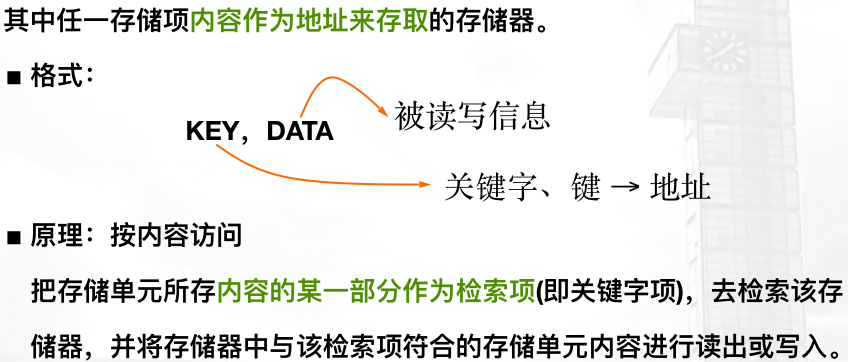 其中任一存储项内容作为地址来存取的存储器。
■ 格式：
被读写信息
KEY，DATA
关键字、键 → 地址
■ 原理：按内容访问
把存储单元所存内容的某一部分作为检索项(即关键字项)，去检索该存
储器，并将存储器中与该检索项符合的存储单元内容进行读出或写入。